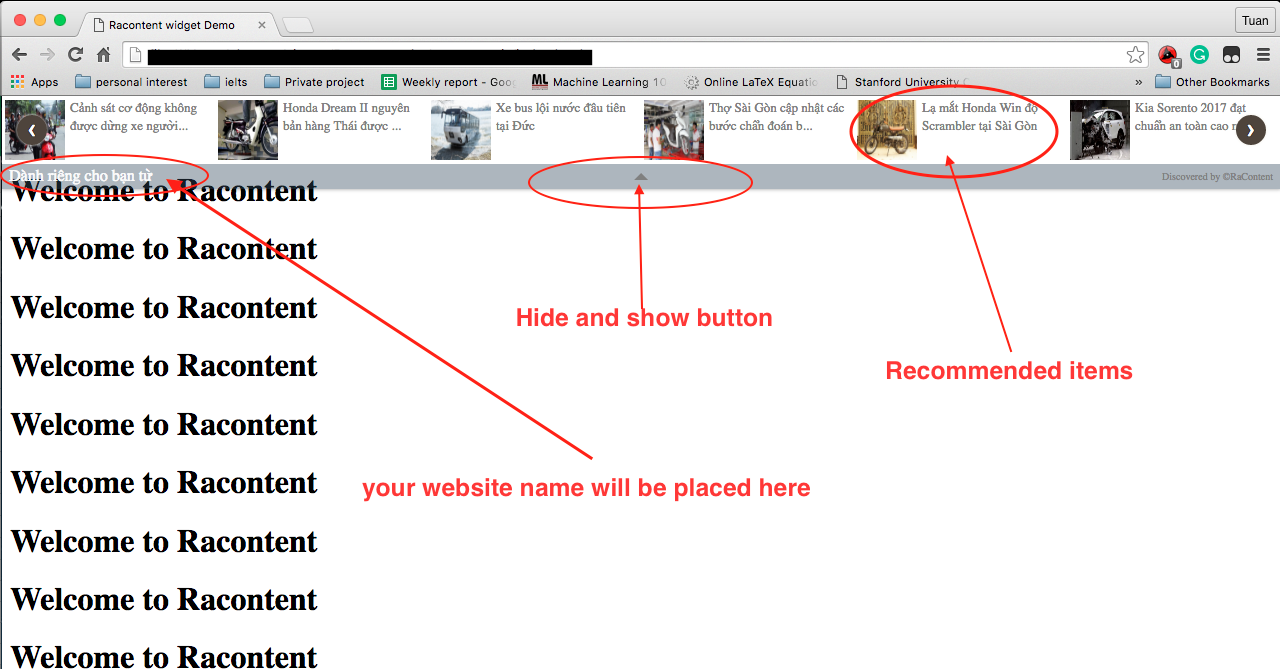 Racontent widget Demo
Tuan
0
Apps
personal interest
ielts
Private project
Weekly report - Goog
ML
Machine Learning 10
Online LaTeX Equatio
Stanford University
»
Other Bookmarks
Cảnh sát cơ động không
được dừng xe người...
Honda Dream II nguyên
bản hàng Thái được ...
Xe bus lội nước đầu tiên
tại Đức
Thợ Sài Gòn cập nhật các
bước chẩn đoán b...
Lạ mắt Honda Win độ
Scrambler tại Sài Gòn
Kia Sorento 2017 đạt
chuẩn an toàn cao
Dành riêng cho bạn từ
Discovered by ©RaContent
Welcome to Racontent
Welcome to Racontent
Welcome to Racontent
Hide and show button
Welcome to Racontent
Recommended items
Welcome to Racontent
Welcome to Racontent
your website name will be placed here
Welcome to Racontent
Welcome to Racontent
Welcome to Racontent